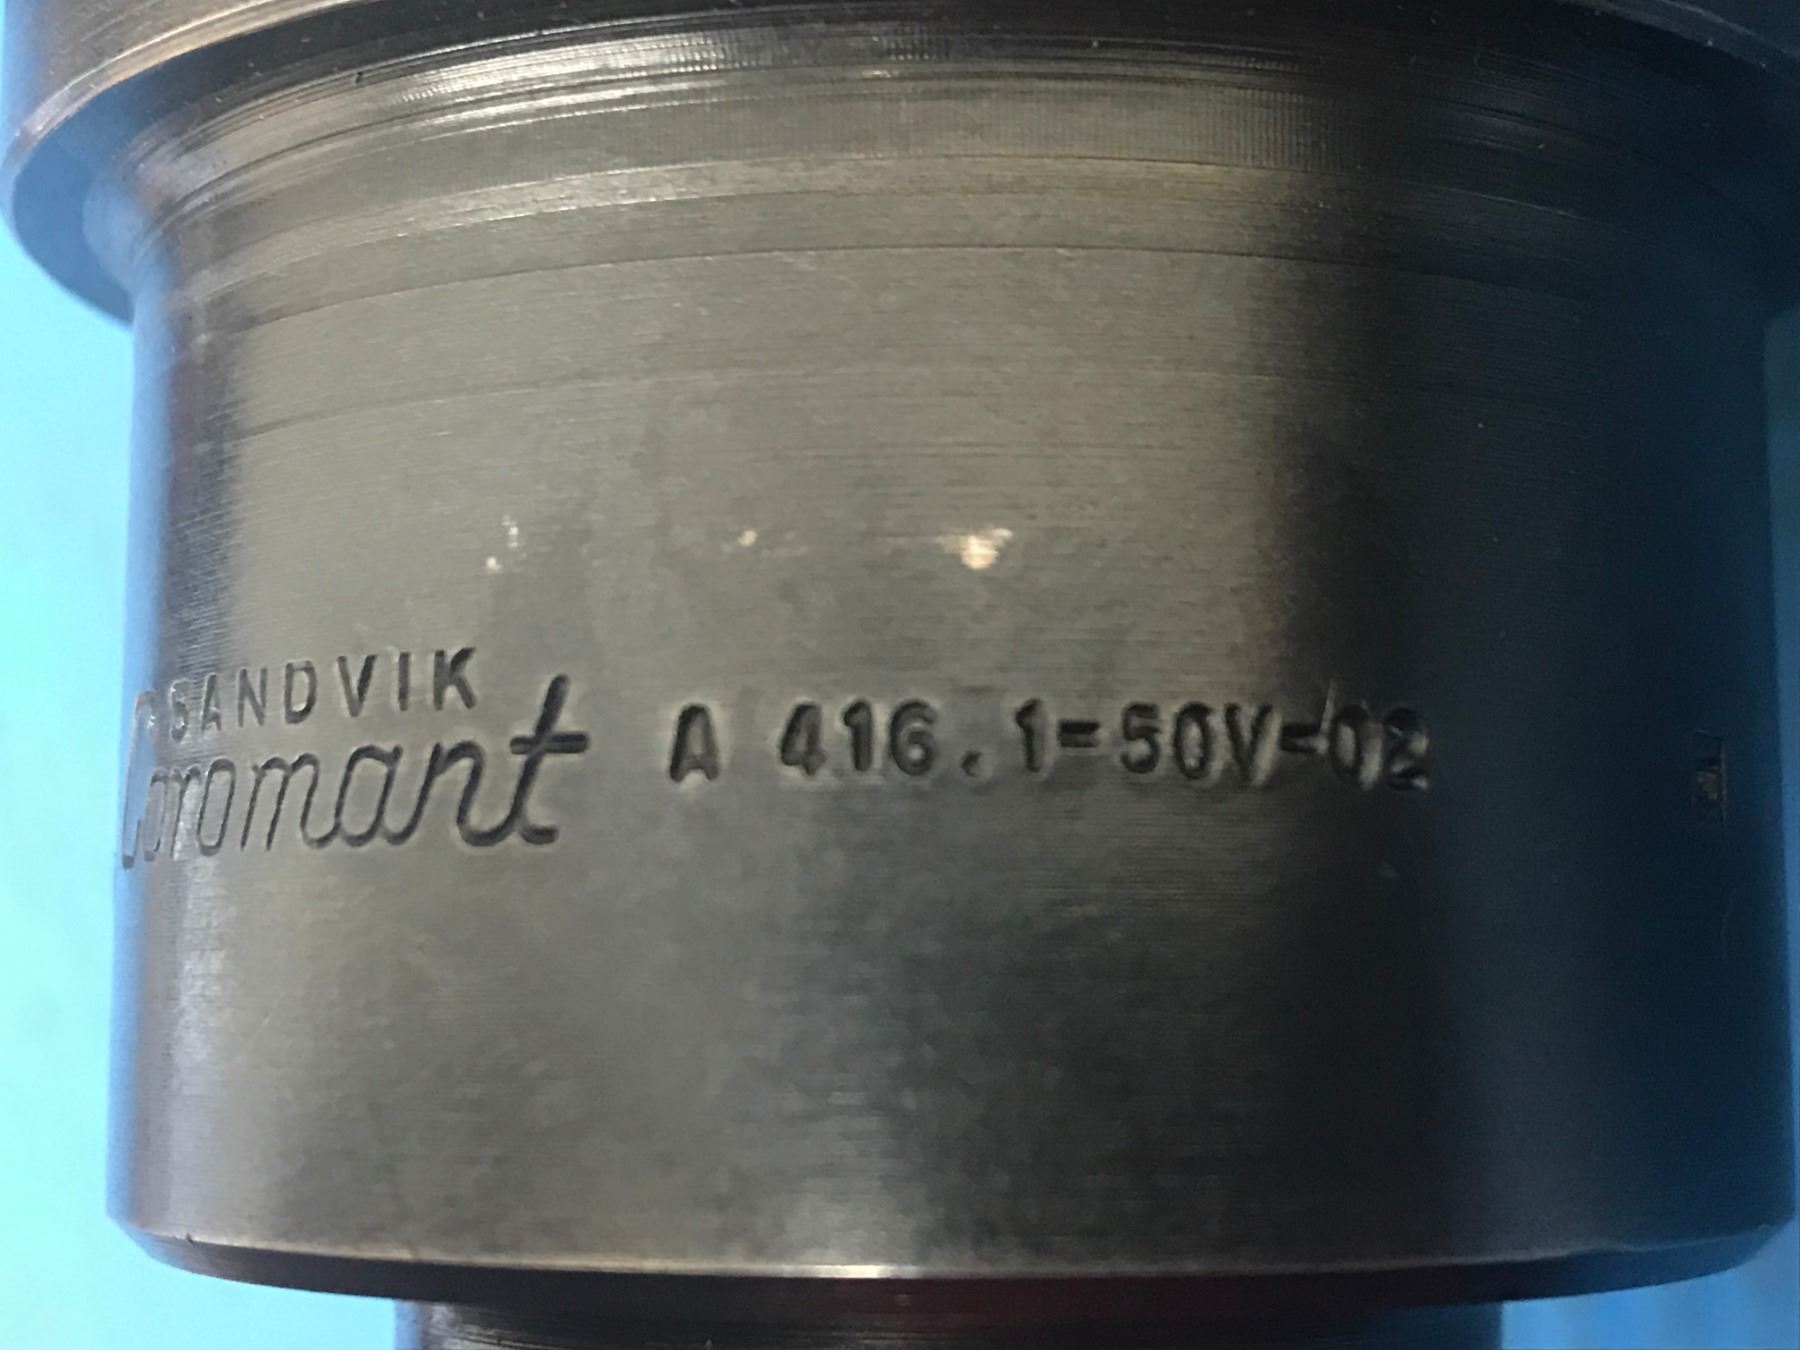 SANDVIK
Coromant
A 416.1-50V-02